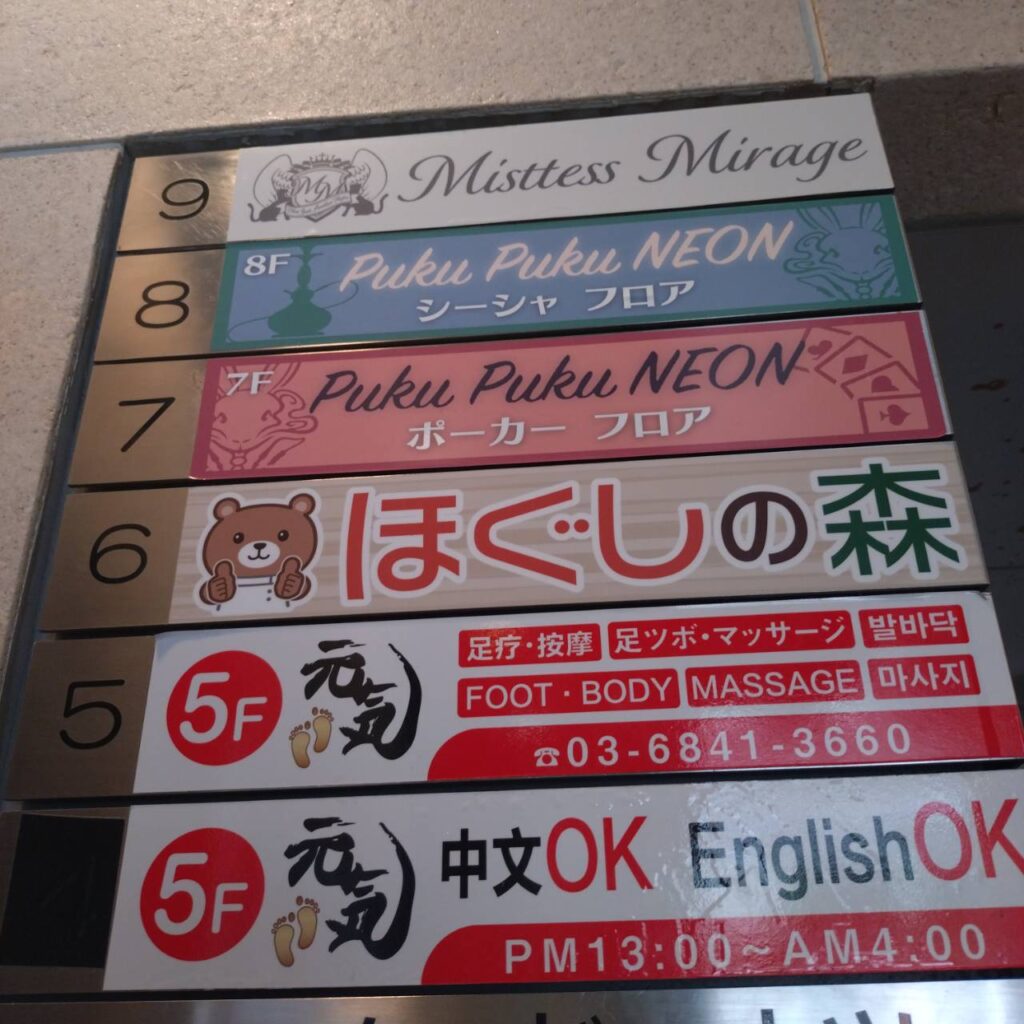 9
MM
Misttess Mirage
8
8F
Puku Puku NEON
シーシャ フロア
7
7F
Puku Puku NEON
ポーカー フロア
6
ほぐしの森
5
5F
元気
足疗・按摩
足ツボ・マッサージ
발바닥
FOOT・BODY
MASSAGE
마사지
☎03-6841-3660
5F
元気
中文OK EnglishOK
PM13:00～AM4:00